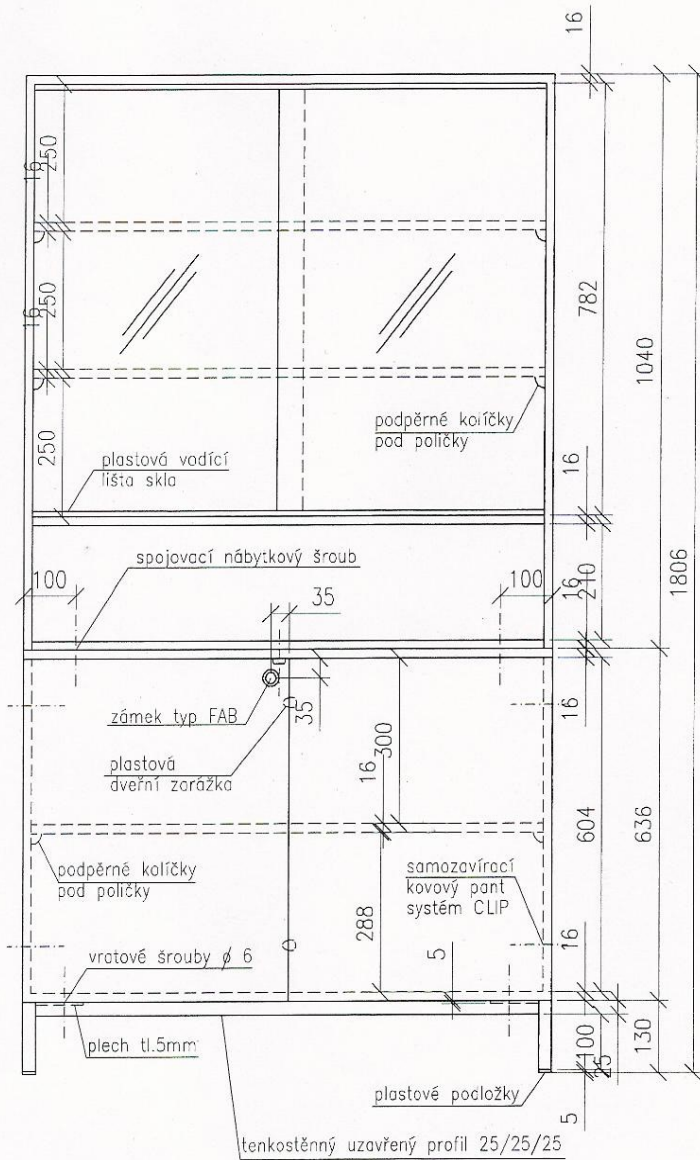 16
250
16
250
16
250
782
1040
podpěrné kolíčky
pod poličky
plastová vodící
lišta skla
16
1806
spojovací nábytkový šroub
100
35
100
16
210
zámek typ FAB
35
16
plastová
dveřní zarážka
300
16
604
636
podpěrné kolíčky
pod poličky
samozavírací
kovový pant
systém CLIP
288
16
vratové šrouby ø 6
5
plech tl.5mm
100
25
130
plastové podložky
5
tenkostěnný uzavřený profil 25/25/25